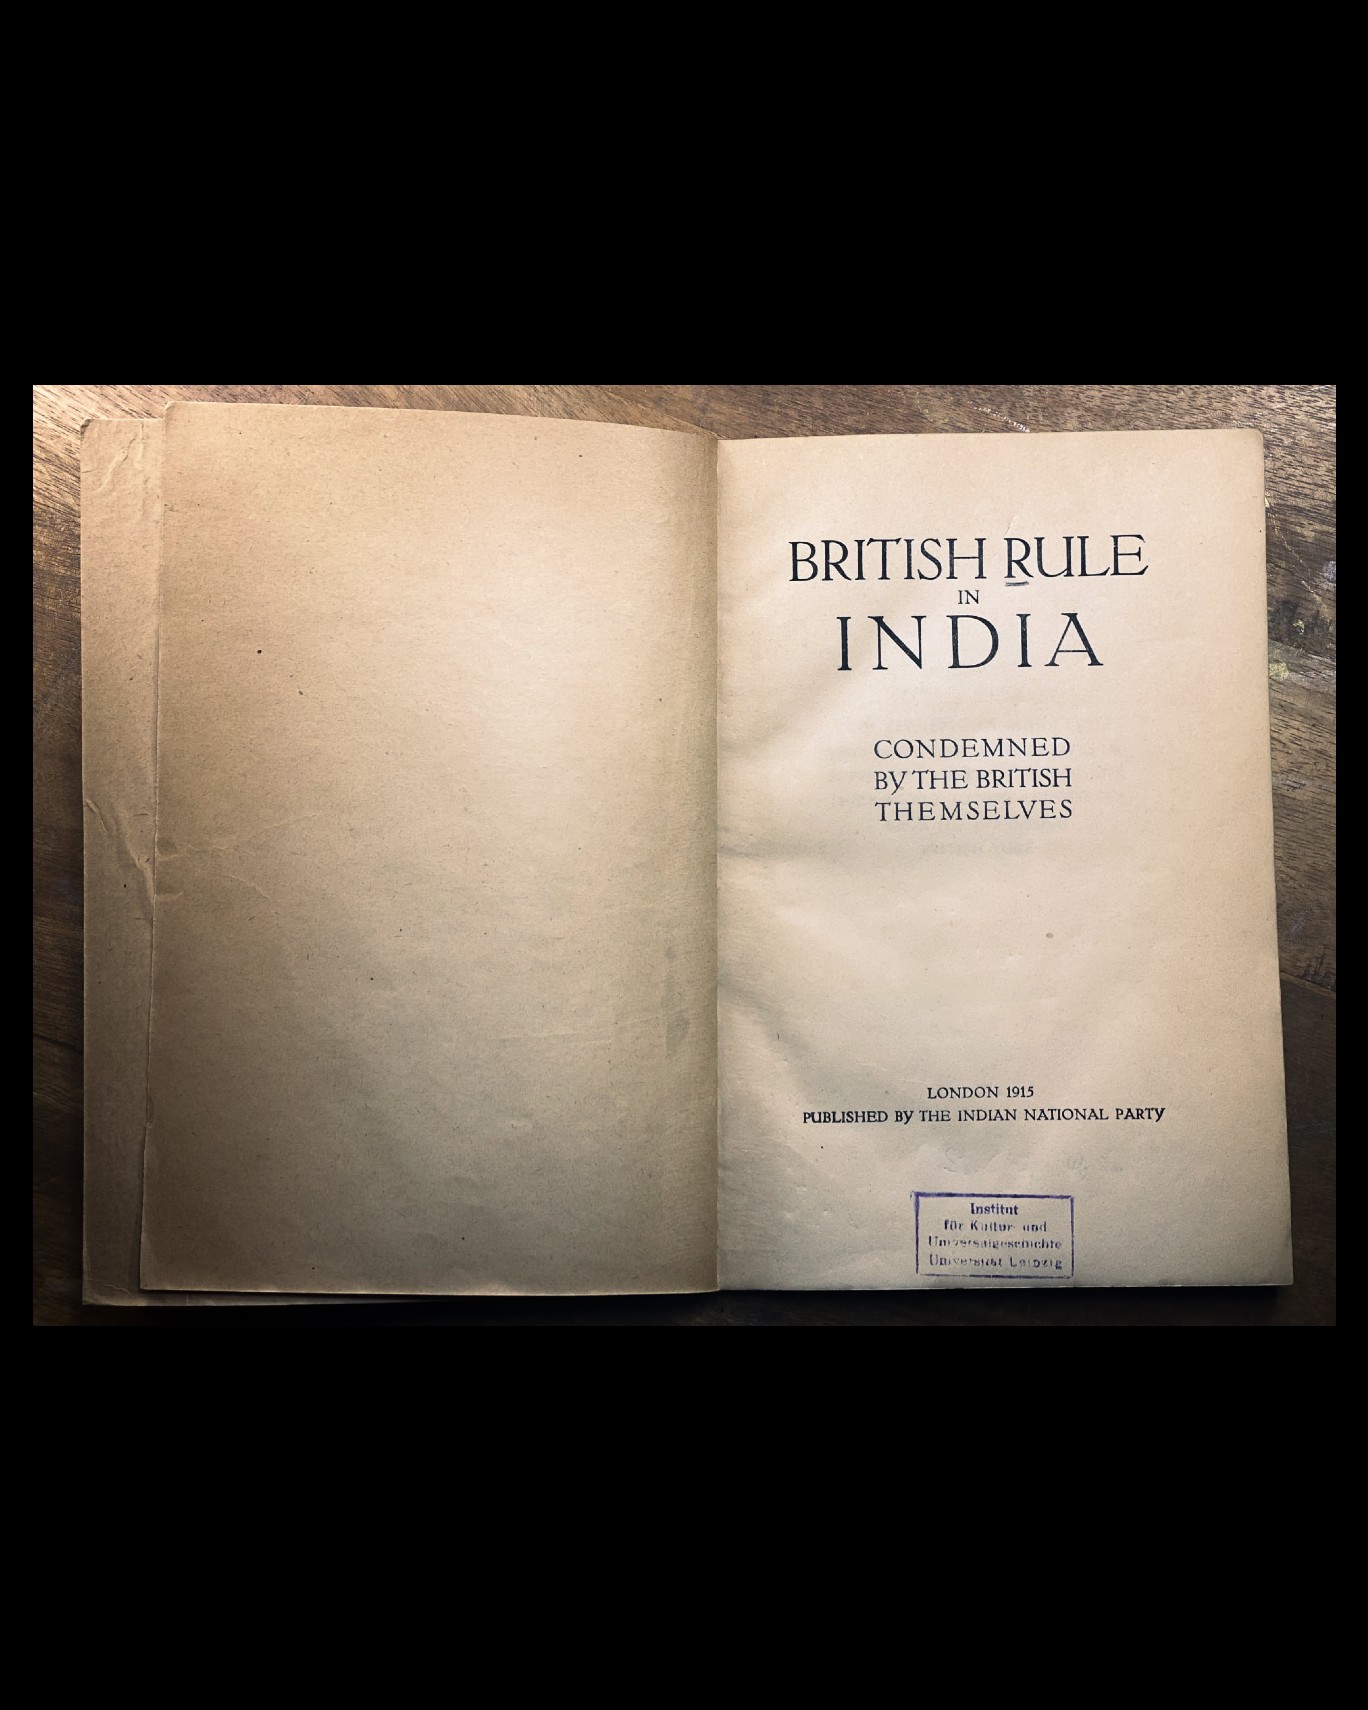 BRITISH RULE
IN
INDIA
CONDEMNED
By THE BRITISH
THEMSELVES
LONDON 1915
PUBLISHED By THE INDIAN NATIONAL PARTy
Institut
für Kultur- und
Universalgeschichte
Universität Leipzig